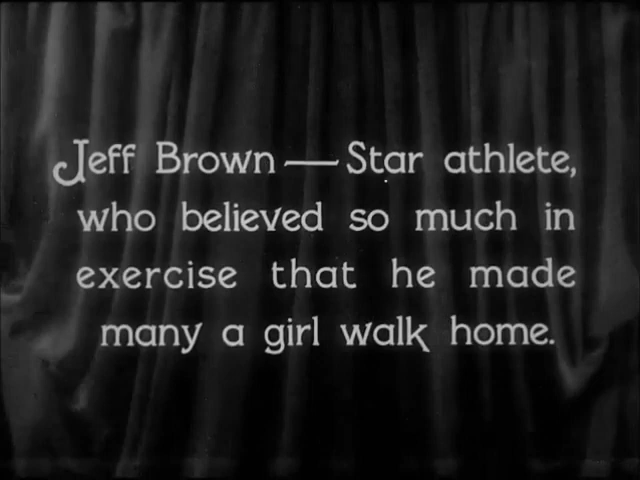 Jeff Brown — Star athlete,
who believed so much in
exercise that he made
many a girl walk home.